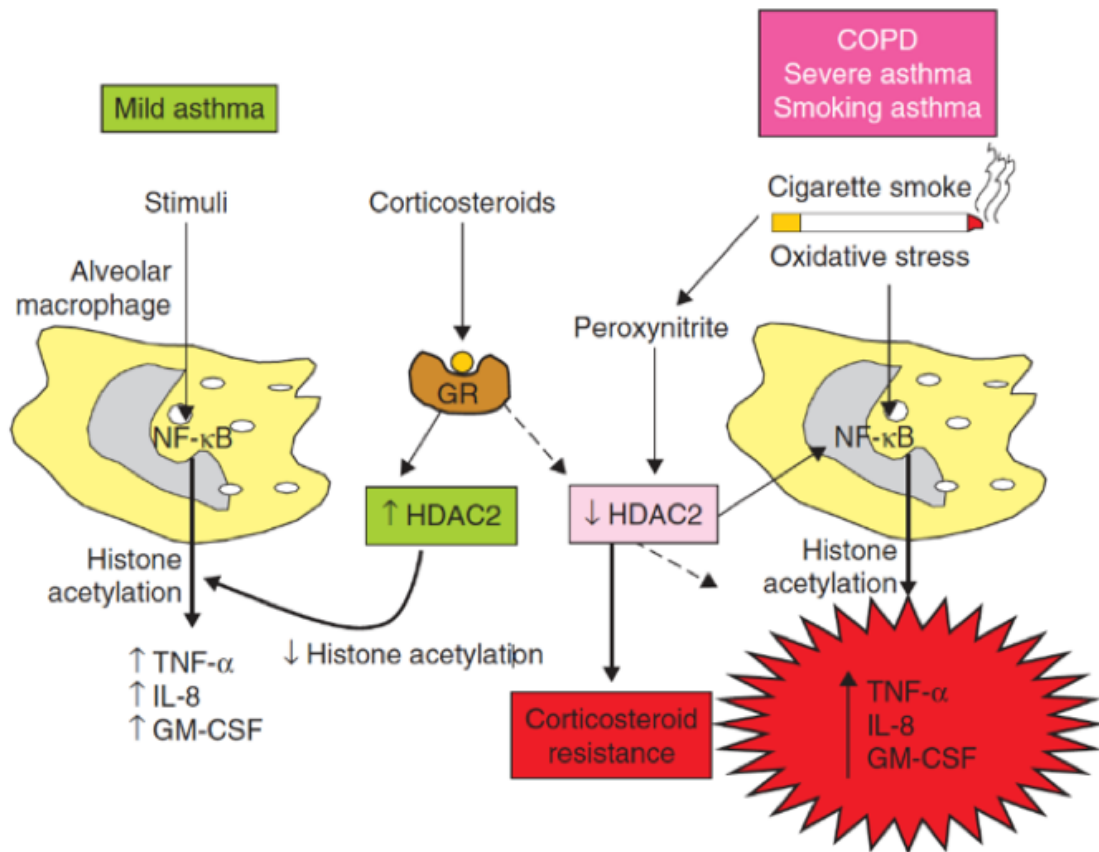 COPD
Severe asthma
Smoking asthma
Mild asthma
Stimuli
Corticosteroids
Cigarette smoke
Oxidative stress
Alveolar
macrophage
Peroxynitrite
GR
NF-κB
NF-κB
↑ HDAC2
↓ HDAC2
Histone
acetylation
Histone
acetylation
↓ Histone acetylation
↑ TNF-α
↑ IL-8
↑ GM-CSF
Corticosteroid
resistance
TNF-α
IL-8
GM-CSF